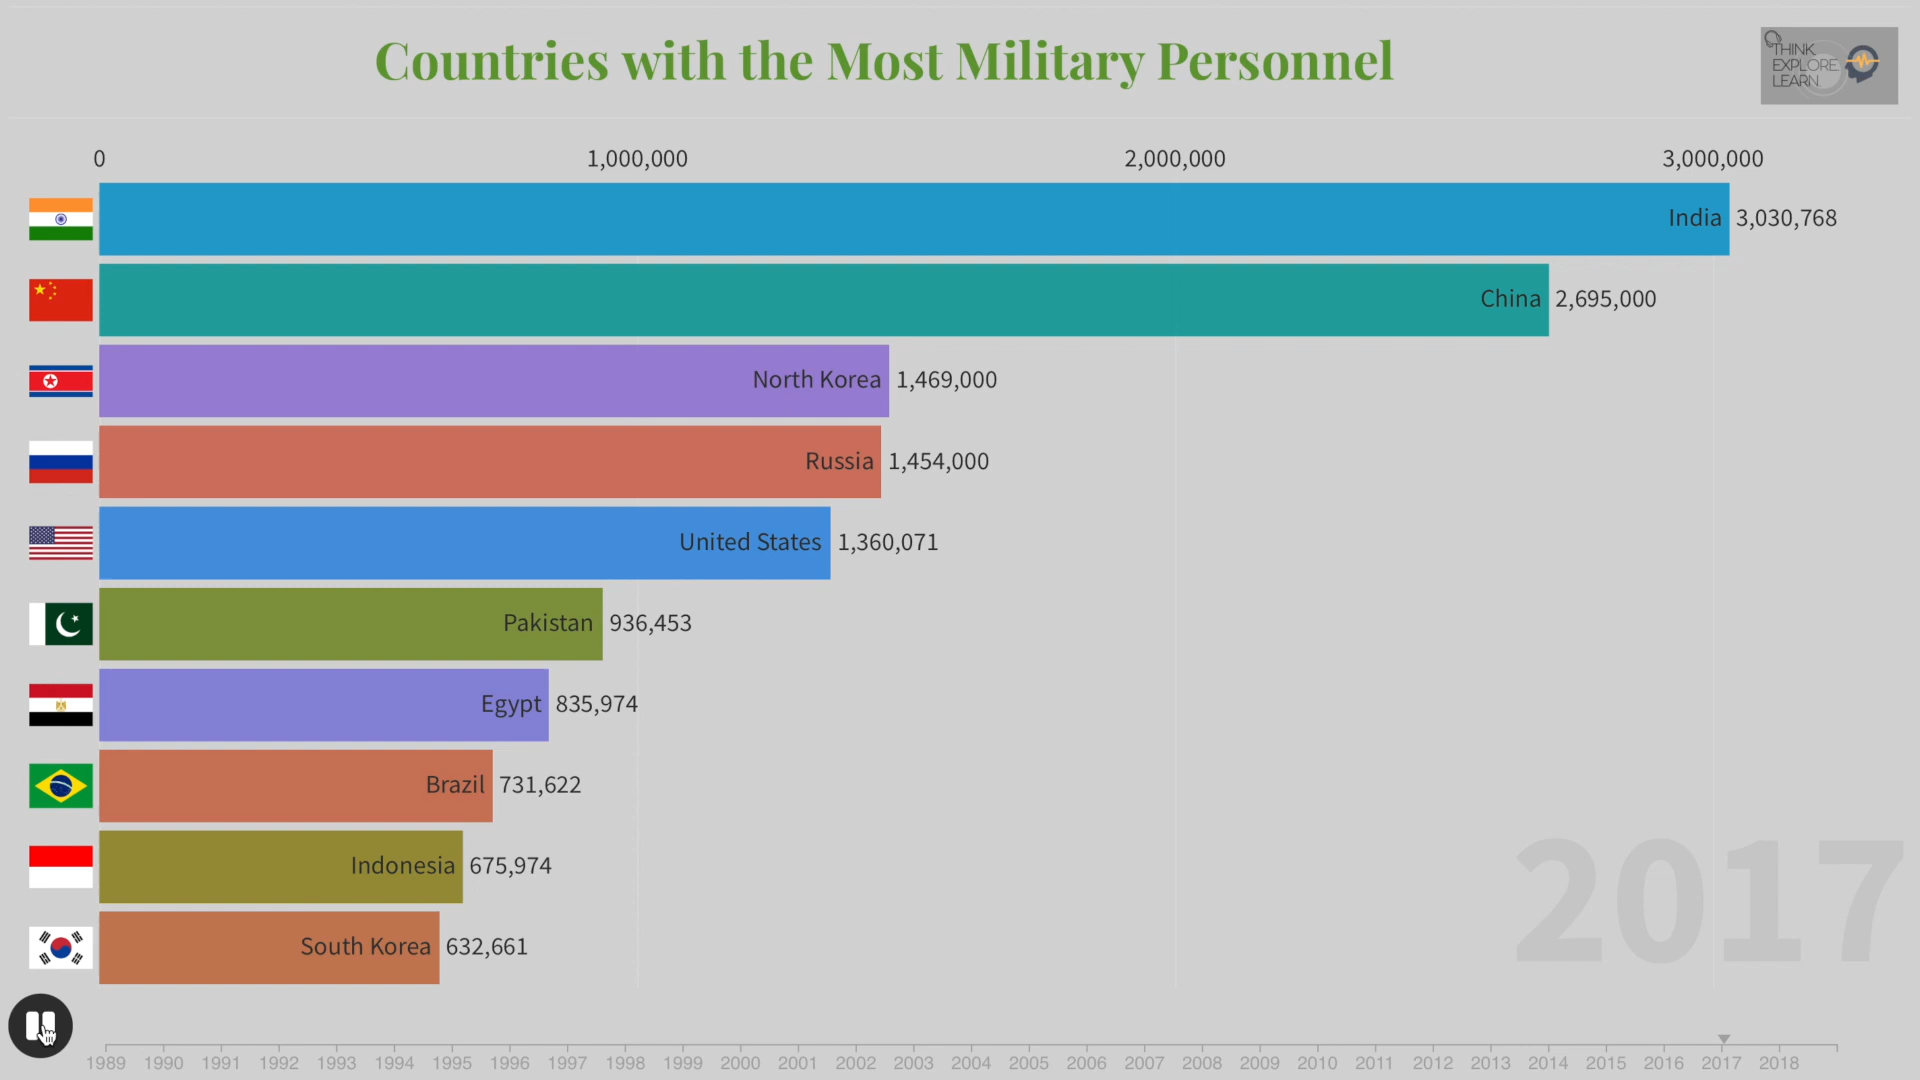 Countries with the Most Military Personnel
THINK
EXPLORE
LEARN
0 1,000,000 2,000,000 3,000,000
India 3,030,768
China 2,695,000
North Korea 1,469,000
Russia 1,454,000
United States 1,360,071
Pakistan 936,453
Egypt 835,974
Brazil 731,622
Indonesia 675,974
South Korea 632,661
2017
1989 1990 1991 1992 1993 1994 1995 1996 1997 1998 1999 2000 2001 2002 2003 2004 2005 2006 2007 2008 2009 2010 2011 2012 2013 2014 2015 2016 2017 2018